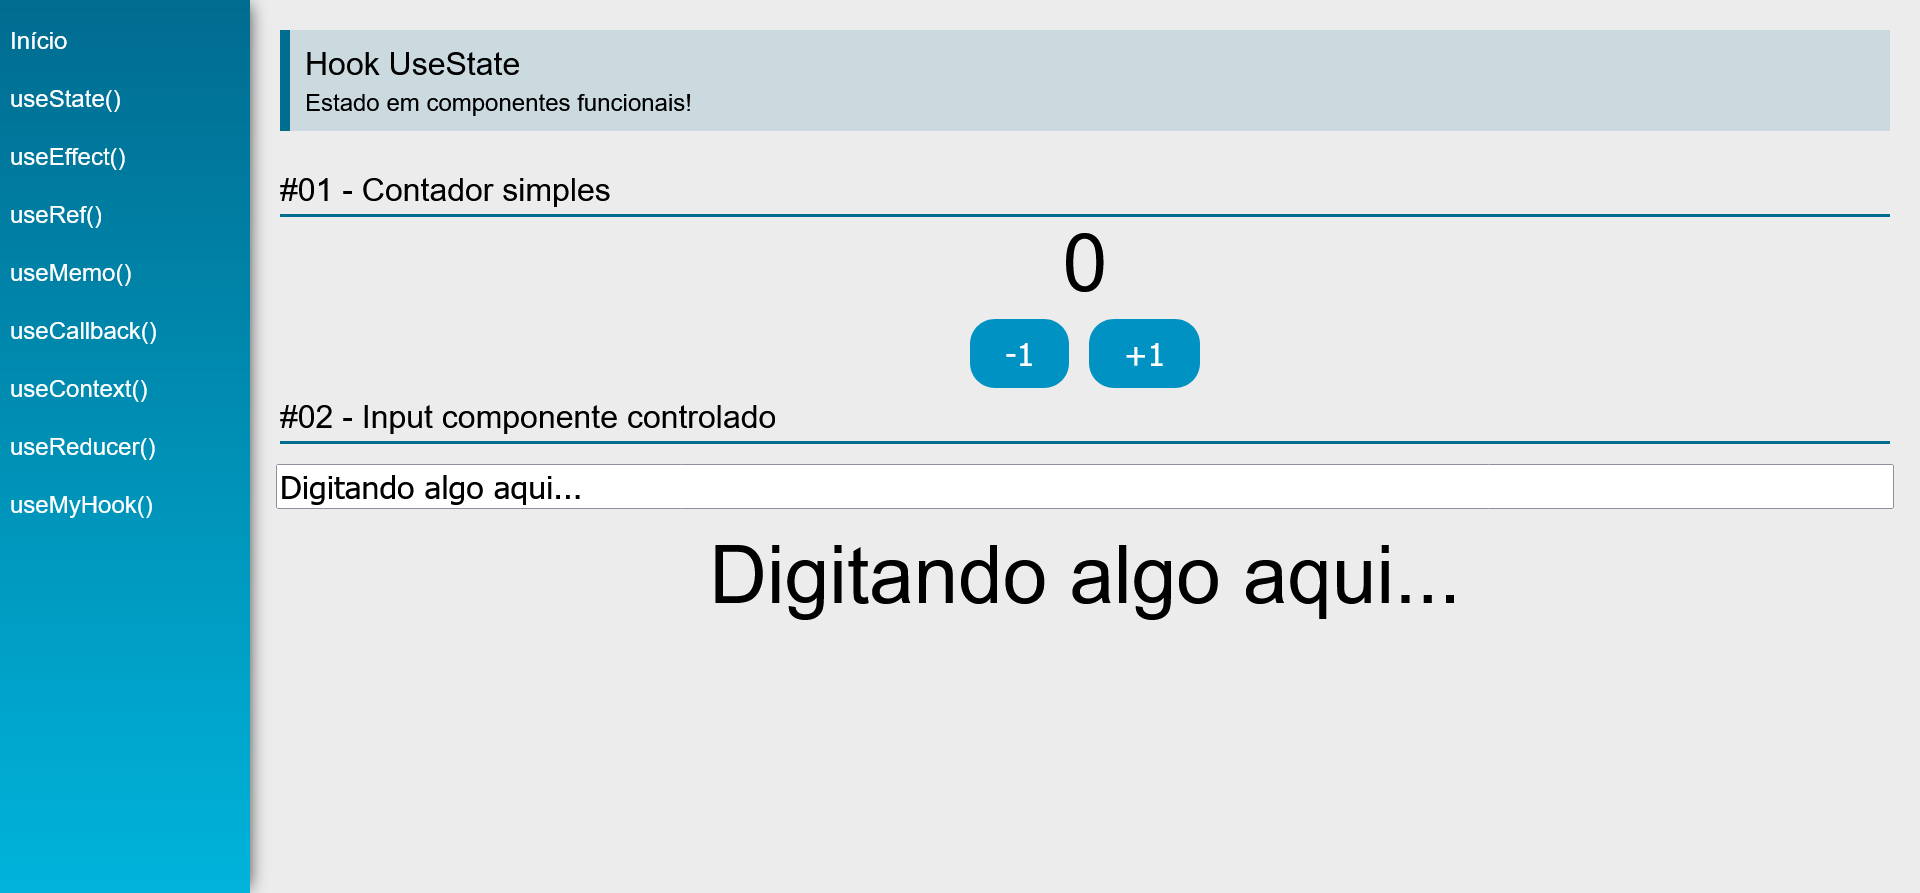 Início
useState()
useEffect()
useRef()
useMemo()
useCallback()
useContext()
useReducer()
useMyHook()
Hook UseState
Estado em componentes funcionais!
#01 - Contador simples
0
-1 +1
#02 - Input componente controlado
Digitando algo aqui...
Digitando algo aqui...